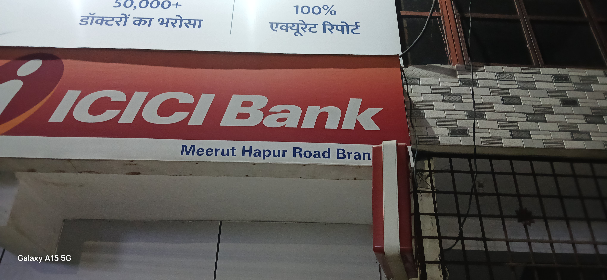 50,000+
डॉक्टरों का भरोसा
100%
एक्यूरेट रिपोर्ट
ICICI Bank
Meerut Hapur Road Bran
Galaxy A15 5G